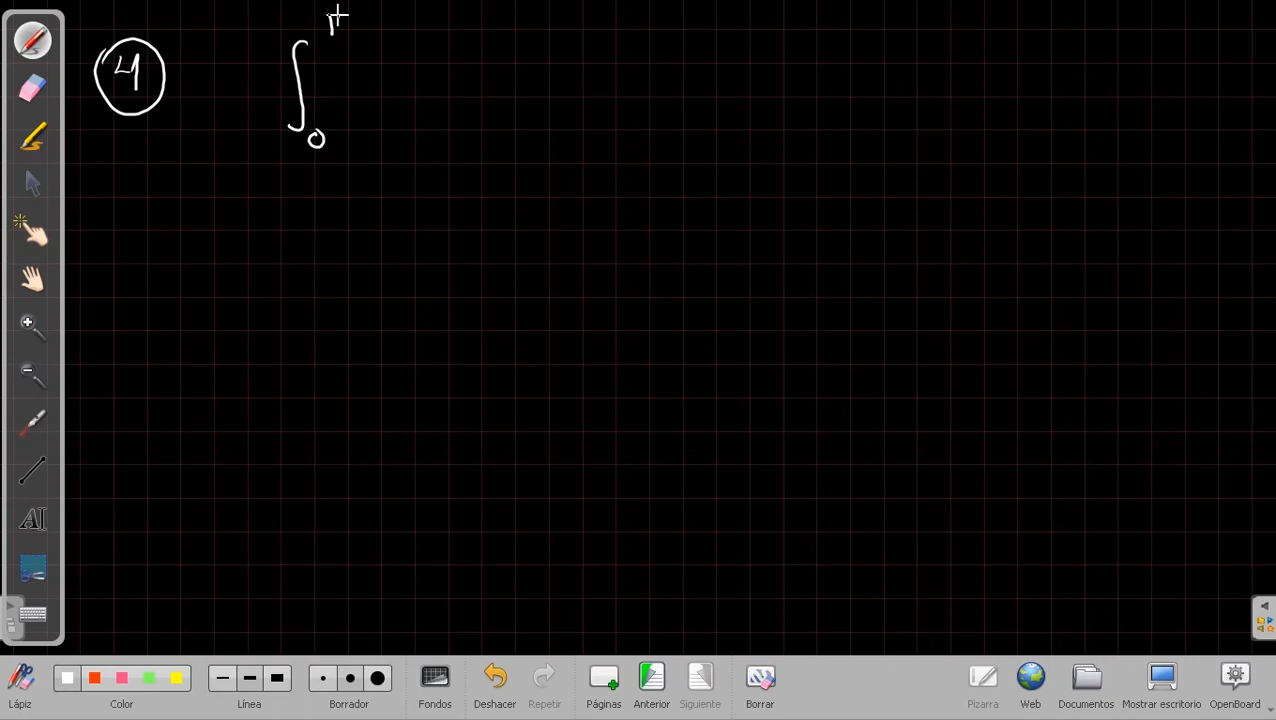 ④ ∫₀
Lápiz Color Línea Borrador Fondos Deshacer Repetir Páginas Anterior Siguiente Borrar Pizarra Web Documentos Mostrar escritorio OpenBoard